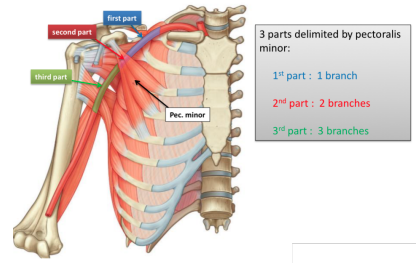 first part
second part
third part
Pec. minor
3 parts delimited by pectoralis
minor:
1st part : 1 branch
2nd part : 2 branches
3rd part : 3 branches